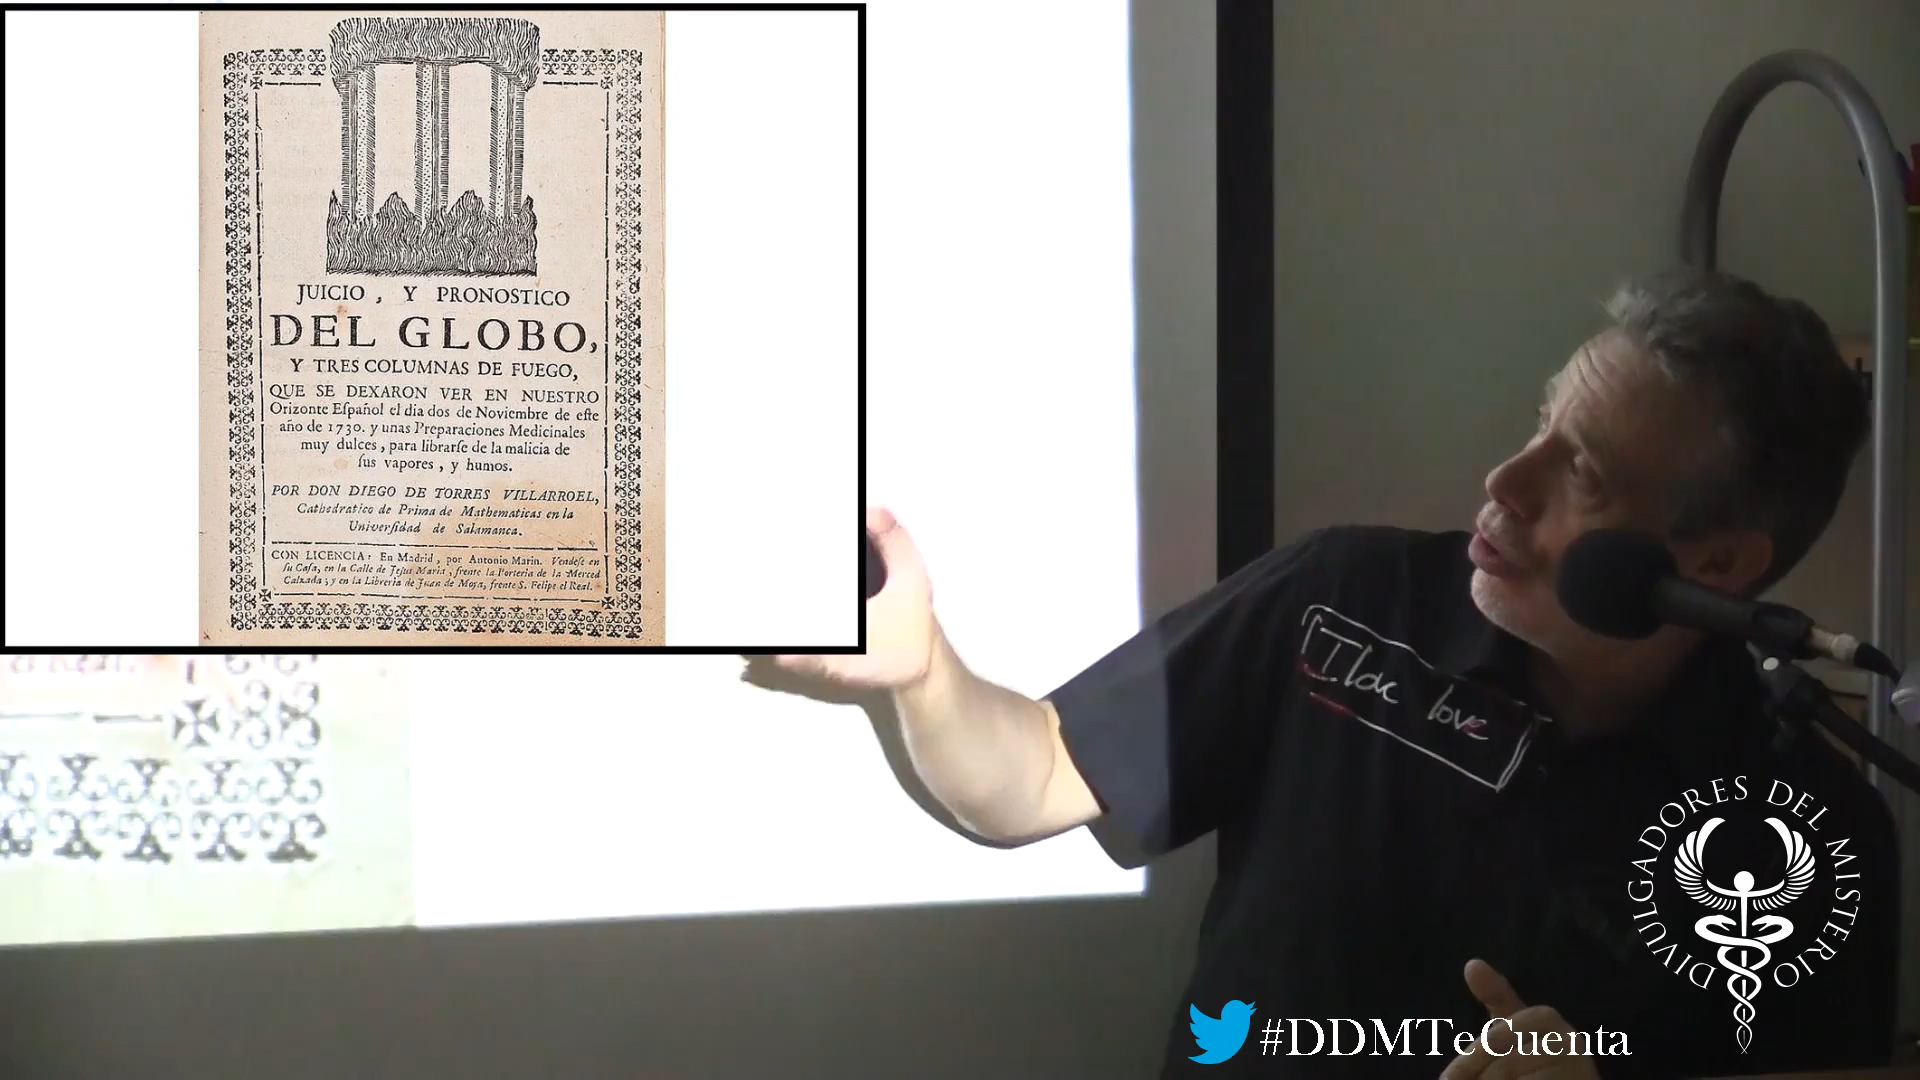 JUICIO, Y PRONOSTICO
DEL GLOBO,
Y TRES COLUMNAS DE FUEGO,
QUE SE DEXARON VER EN NUESTRO
Orizonte Eſpañol el dia dos de Noviembre de eſte
año de 1730. y unas Preparaciones Medicinales
muy dulces, para librarſe de la malicia de
ſus vapores, y humos.
POR DON DIEGO DE TORRES VILLARROEL,
Cathedratico de Prima de Mathematicas en la
Univerſidad de Salamanca.
CON LICENCIA: En Madrid, por Antonio Marin. Vendeſe en
ſu Caſa, en la Calle de Jeſus Maria, frente la Porteria de la Merced
Calzada; y en la Libreria de Juan de Moya, frente S. Felipe el Real.
el Real.
love
DIVULGADORES DEL MISTERIO
#DDMTeCuenta